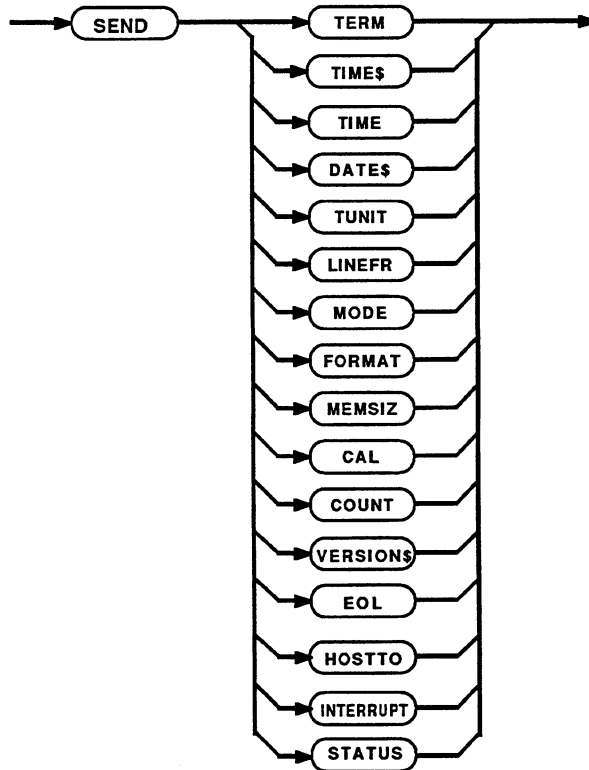 SEND
TERM
TIME$
TIME
DATE$
TUNIT
LINEFR
MODE
FORMAT
MEMSIZ
CAL
COUNT
VERSION$
EOL
HOSTTO
INTERRUPT
STATUS